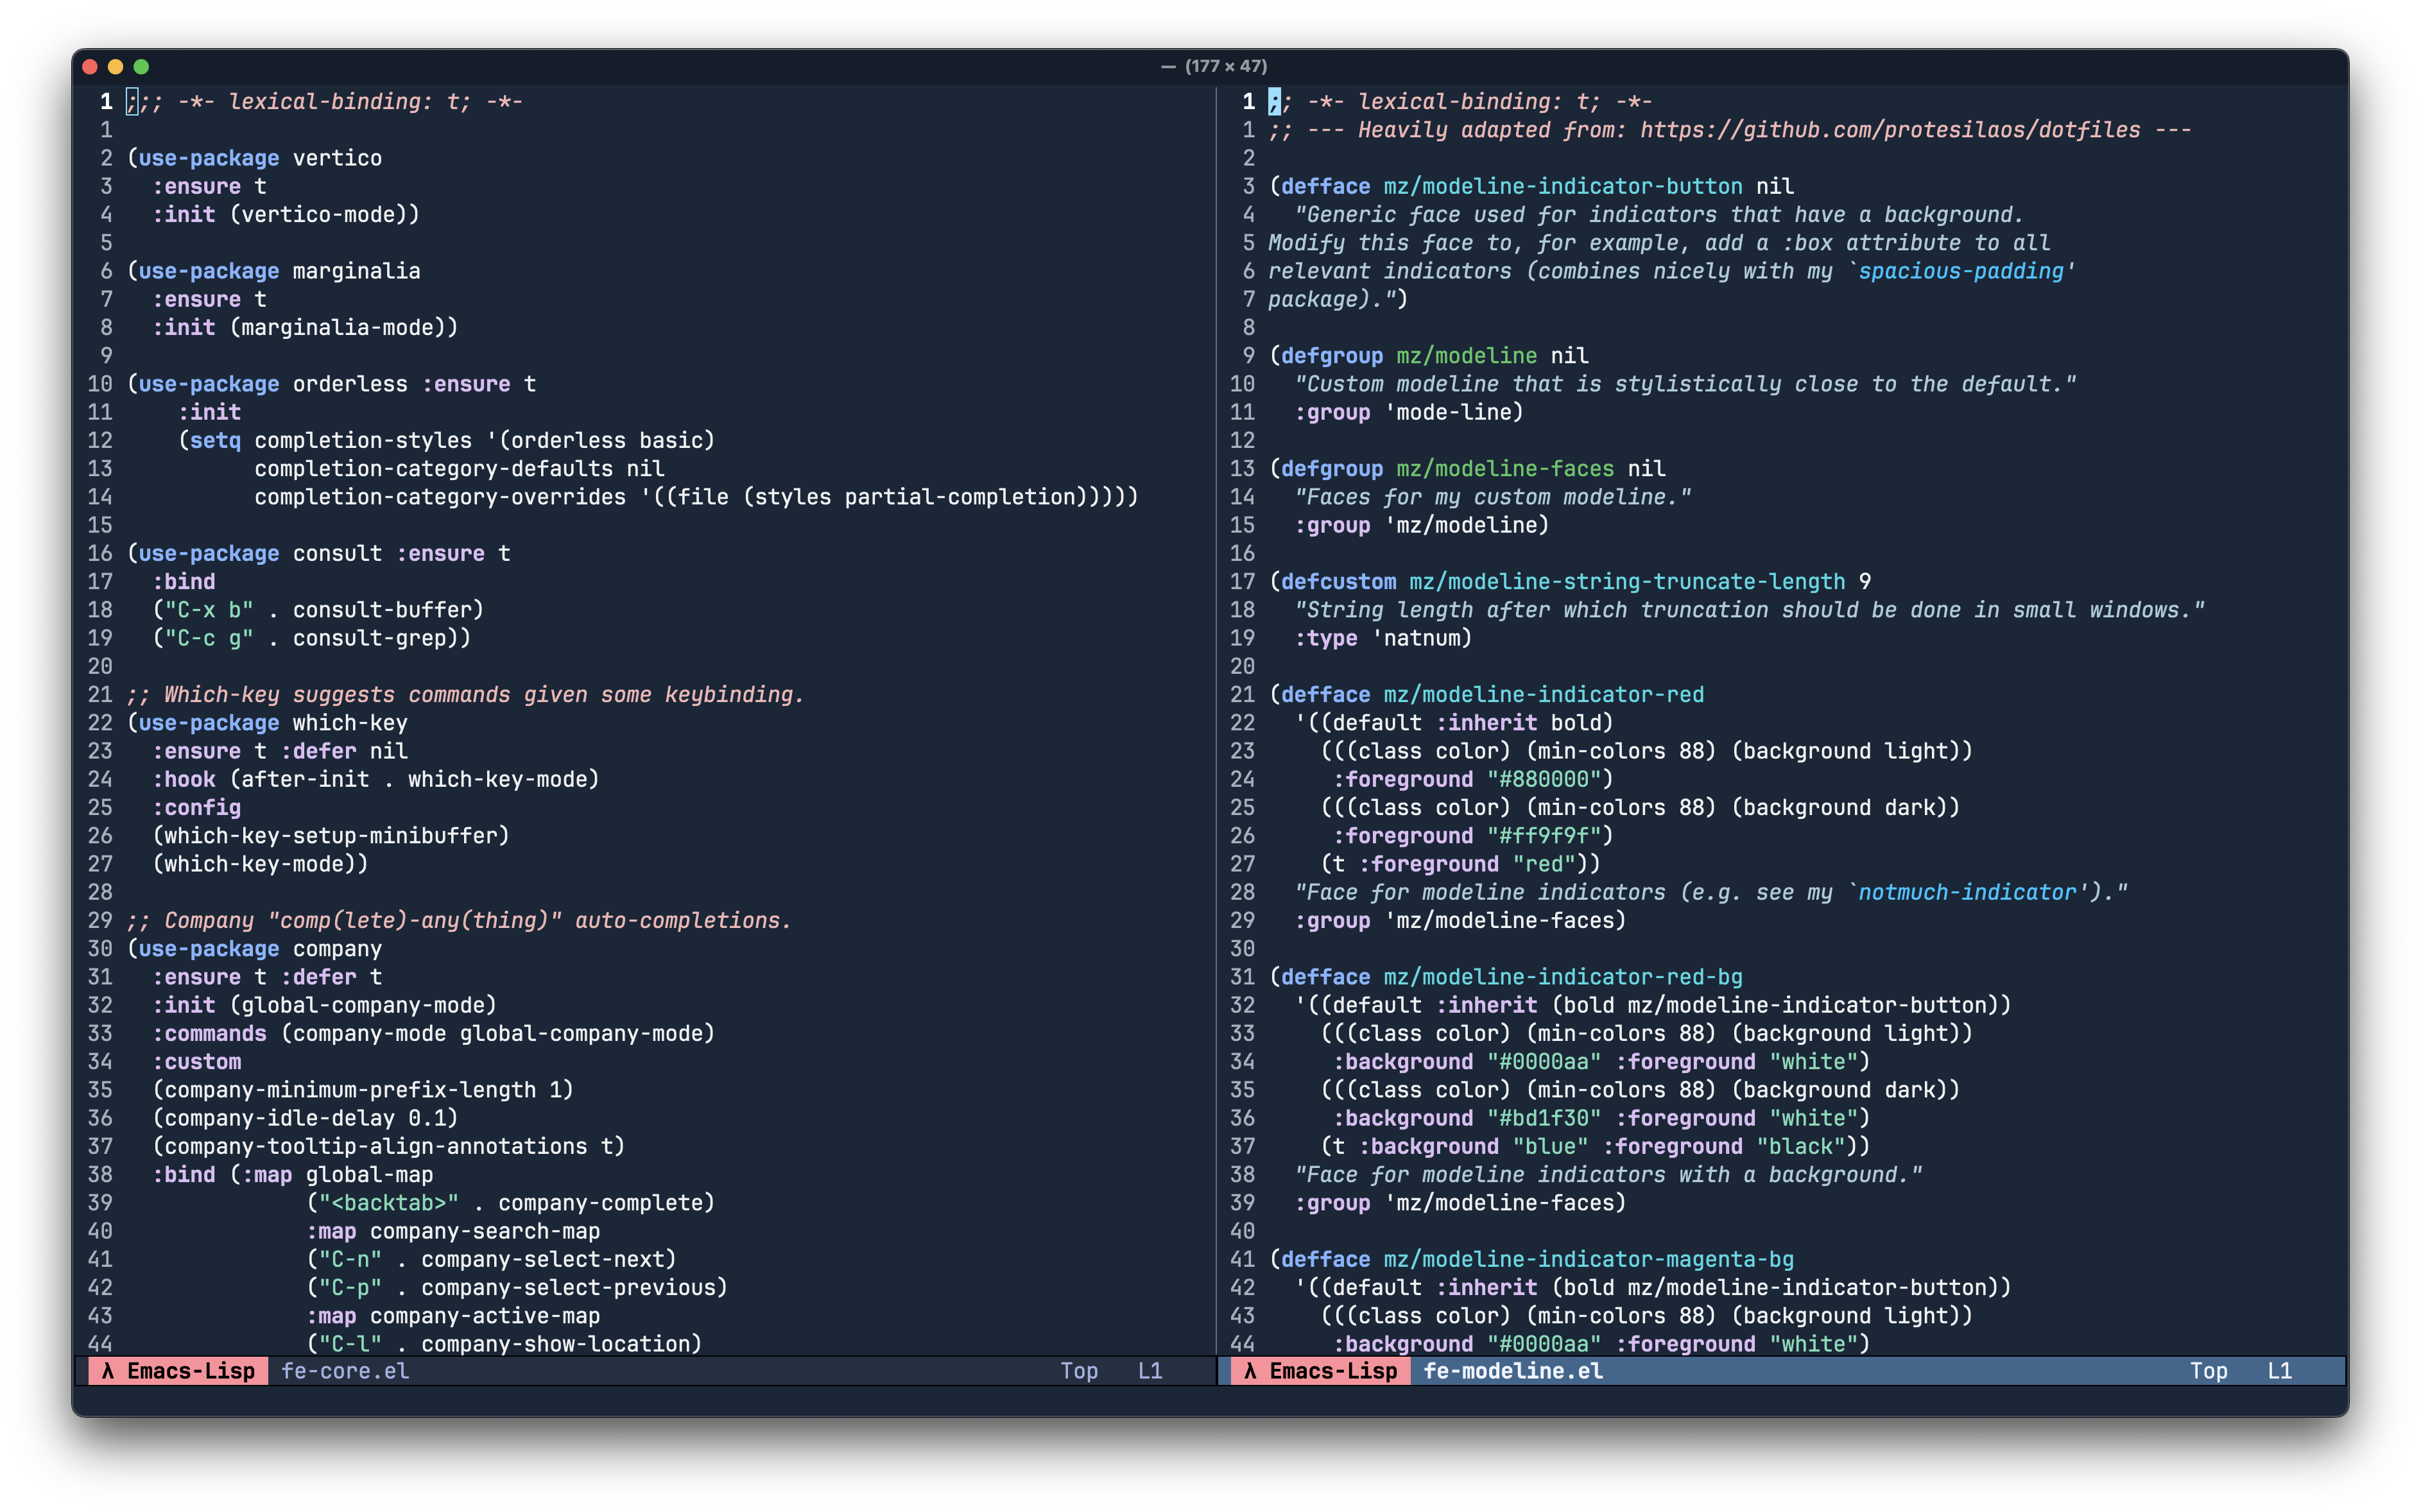 — (177 × 47)
1 ;;; -*- lexical-binding: t; -*-
1
2 (use-package vertico
3   :ensure t
4   :init (vertico-mode))
5
6 (use-package marginalia
7   :ensure t
8   :init (marginalia-mode))
9
10 (use-package orderless :ensure t
11     :init
12     (setq completion-styles '(orderless basic)
13           completion-category-defaults nil
14           completion-category-overrides '((file (styles partial-completion)))))
15
16 (use-package consult :ensure t
17   :bind
18   ("C-x b" . consult-buffer)
19   ("C-c g" . consult-grep))
20
21 ;; Which-key suggests commands given some keybinding.
22 (use-package which-key
23   :ensure t :defer nil
24   :hook (after-init . which-key-mode)
25   :config
26   (which-key-setup-minibuffer)
27   (which-key-mode))
28
29 ;; Company "comp(lete)-any(thing)" auto-completions.
30 (use-package company
31   :ensure t :defer t
32   :init (global-company-mode)
33   :commands (company-mode global-company-mode)
34   :custom
35   (company-minimum-prefix-length 1)
36   (company-idle-delay 0.1)
37   (company-tooltip-align-annotations t)
38   :bind (:map global-map
39               ("<backtab>" . company-complete)
40               :map company-search-map
41               ("C-n" . company-select-next)
42               ("C-p" . company-select-previous)
43               :map company-active-map
44               ("C-l" . company-show-location)
λ Emacs-Lisp fe-core.el Top L1
1 ;; -*- lexical-binding: t; -*-
1 ;; --- Heavily adapted from: https://github.com/protesilaos/dotfiles ---
2
3 (defface mz/modeline-indicator-button nil
4   "Generic face used for indicators that have a background.
5 Modify this face to, for example, add a :box attribute to all
6 relevant indicators (combines nicely with my `spacious-padding'
7 package).")
8
9 (defgroup mz/modeline nil
10   "Custom modeline that is stylistically close to the default."
11   :group 'mode-line)
12
13 (defgroup mz/modeline-faces nil
14   "Faces for my custom modeline."
15   :group 'mz/modeline)
16
17 (defcustom mz/modeline-string-truncate-length 9
18   "String length after which truncation should be done in small windows."
19   :type 'natnum)
20
21 (defface mz/modeline-indicator-red
22   '((default :inherit bold)
23     (((class color) (min-colors 88) (background light))
24      :foreground "#880000")
25     (((class color) (min-colors 88) (background dark))
26      :foreground "#ff9f9f")
27     (t :foreground "red"))
28   "Face for modeline indicators (e.g. see my `notmuch-indicator')."
29   :group 'mz/modeline-faces)
30
31 (defface mz/modeline-indicator-red-bg
32   '((default :inherit (bold mz/modeline-indicator-button))
33     (((class color) (min-colors 88) (background light))
34      :background "#0000aa" :foreground "white")
35     (((class color) (min-colors 88) (background dark))
36      :background "#bd1f30" :foreground "white")
37     (t :background "blue" :foreground "black"))
38   "Face for modeline indicators with a background."
39   :group 'mz/modeline-faces)
40
41 (defface mz/modeline-indicator-magenta-bg
42   '((default :inherit (bold mz/modeline-indicator-button))
43     (((class color) (min-colors 88) (background light))
44      :background "#0000aa" :foreground "white")
λ Emacs-Lisp fe-modeline.el Top L1